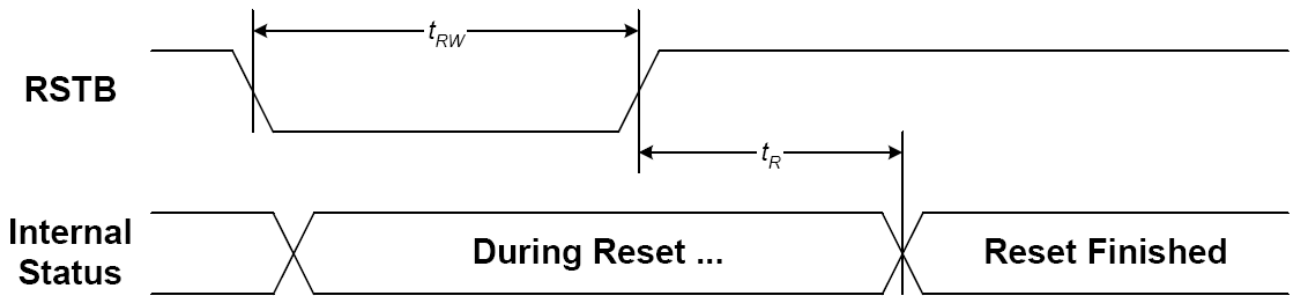 t_RW
RSTB
t_R
Internal
Status
During Reset ...
Reset Finished